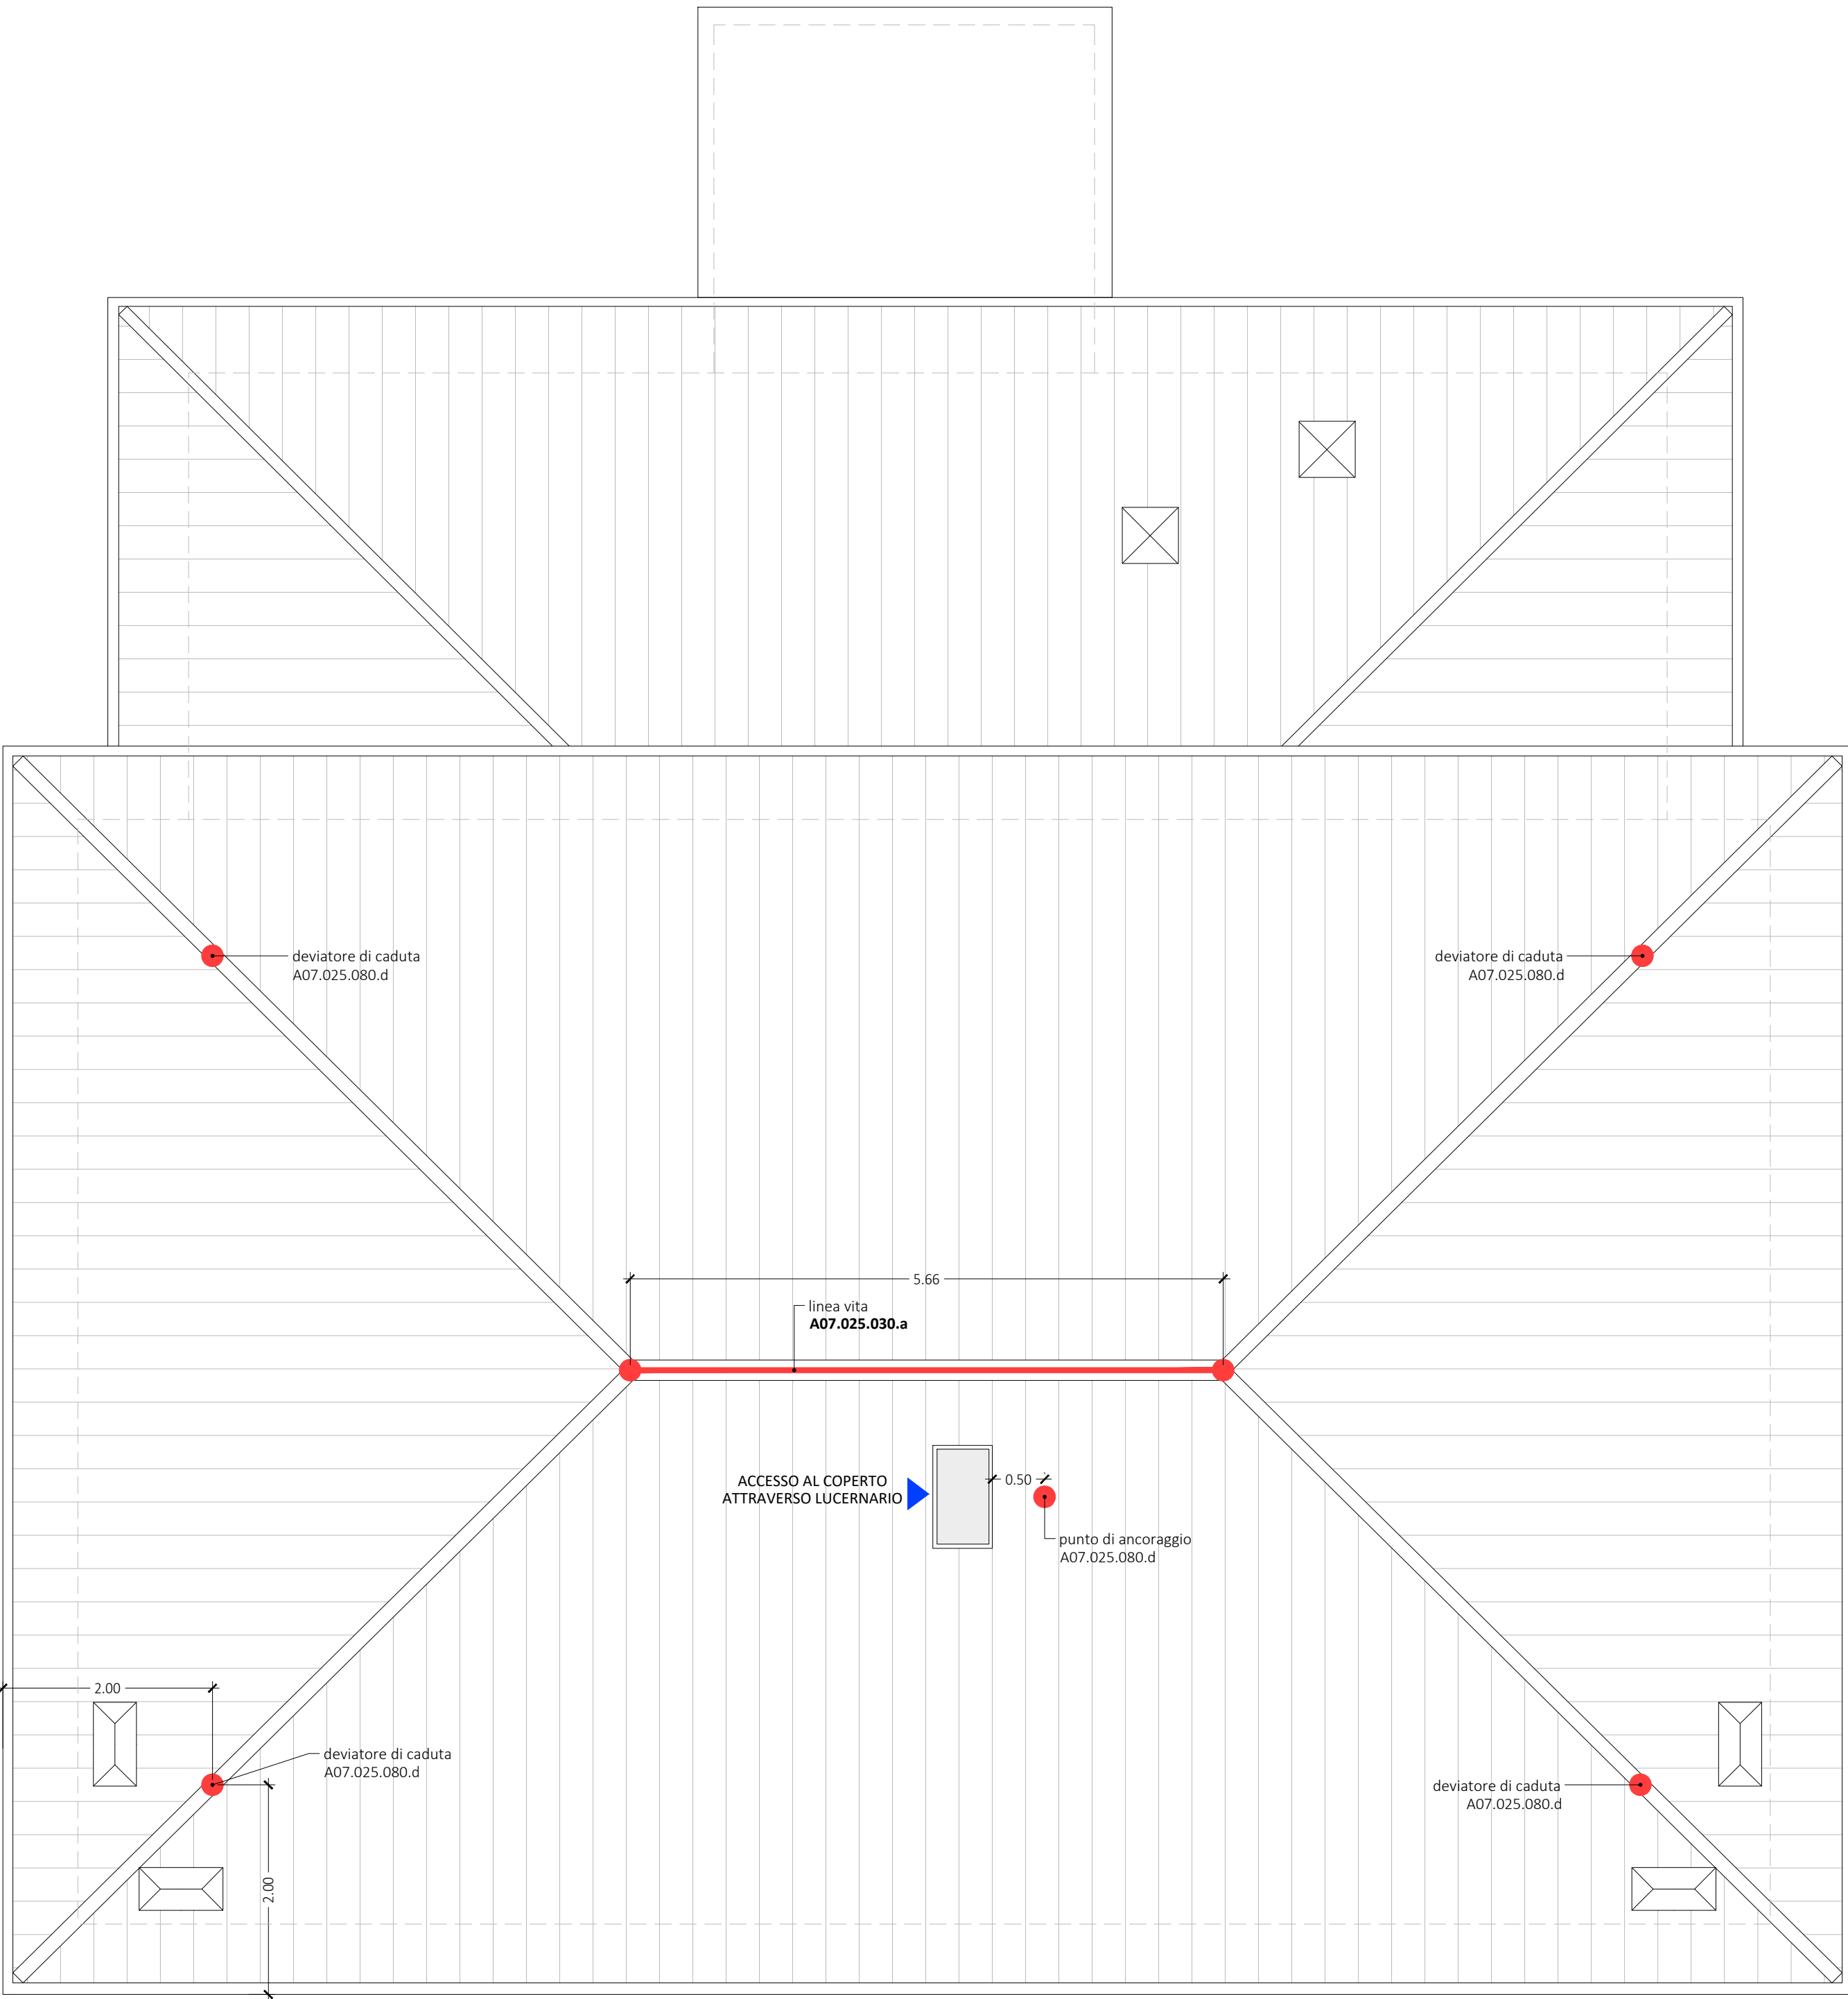 deviatore di caduta
A07.025.080.d
deviatore di caduta
A07.025.080.d
5.66
linea vita
A07.025.030.a
ACCESSO AL COPERTO
ATTRAVERSO LUCERNARIO
0.50
punto di ancoraggio
A07.025.080.d
2.00
deviatore di caduta
A07.025.080.d
deviatore di caduta
A07.025.080.d
2.00